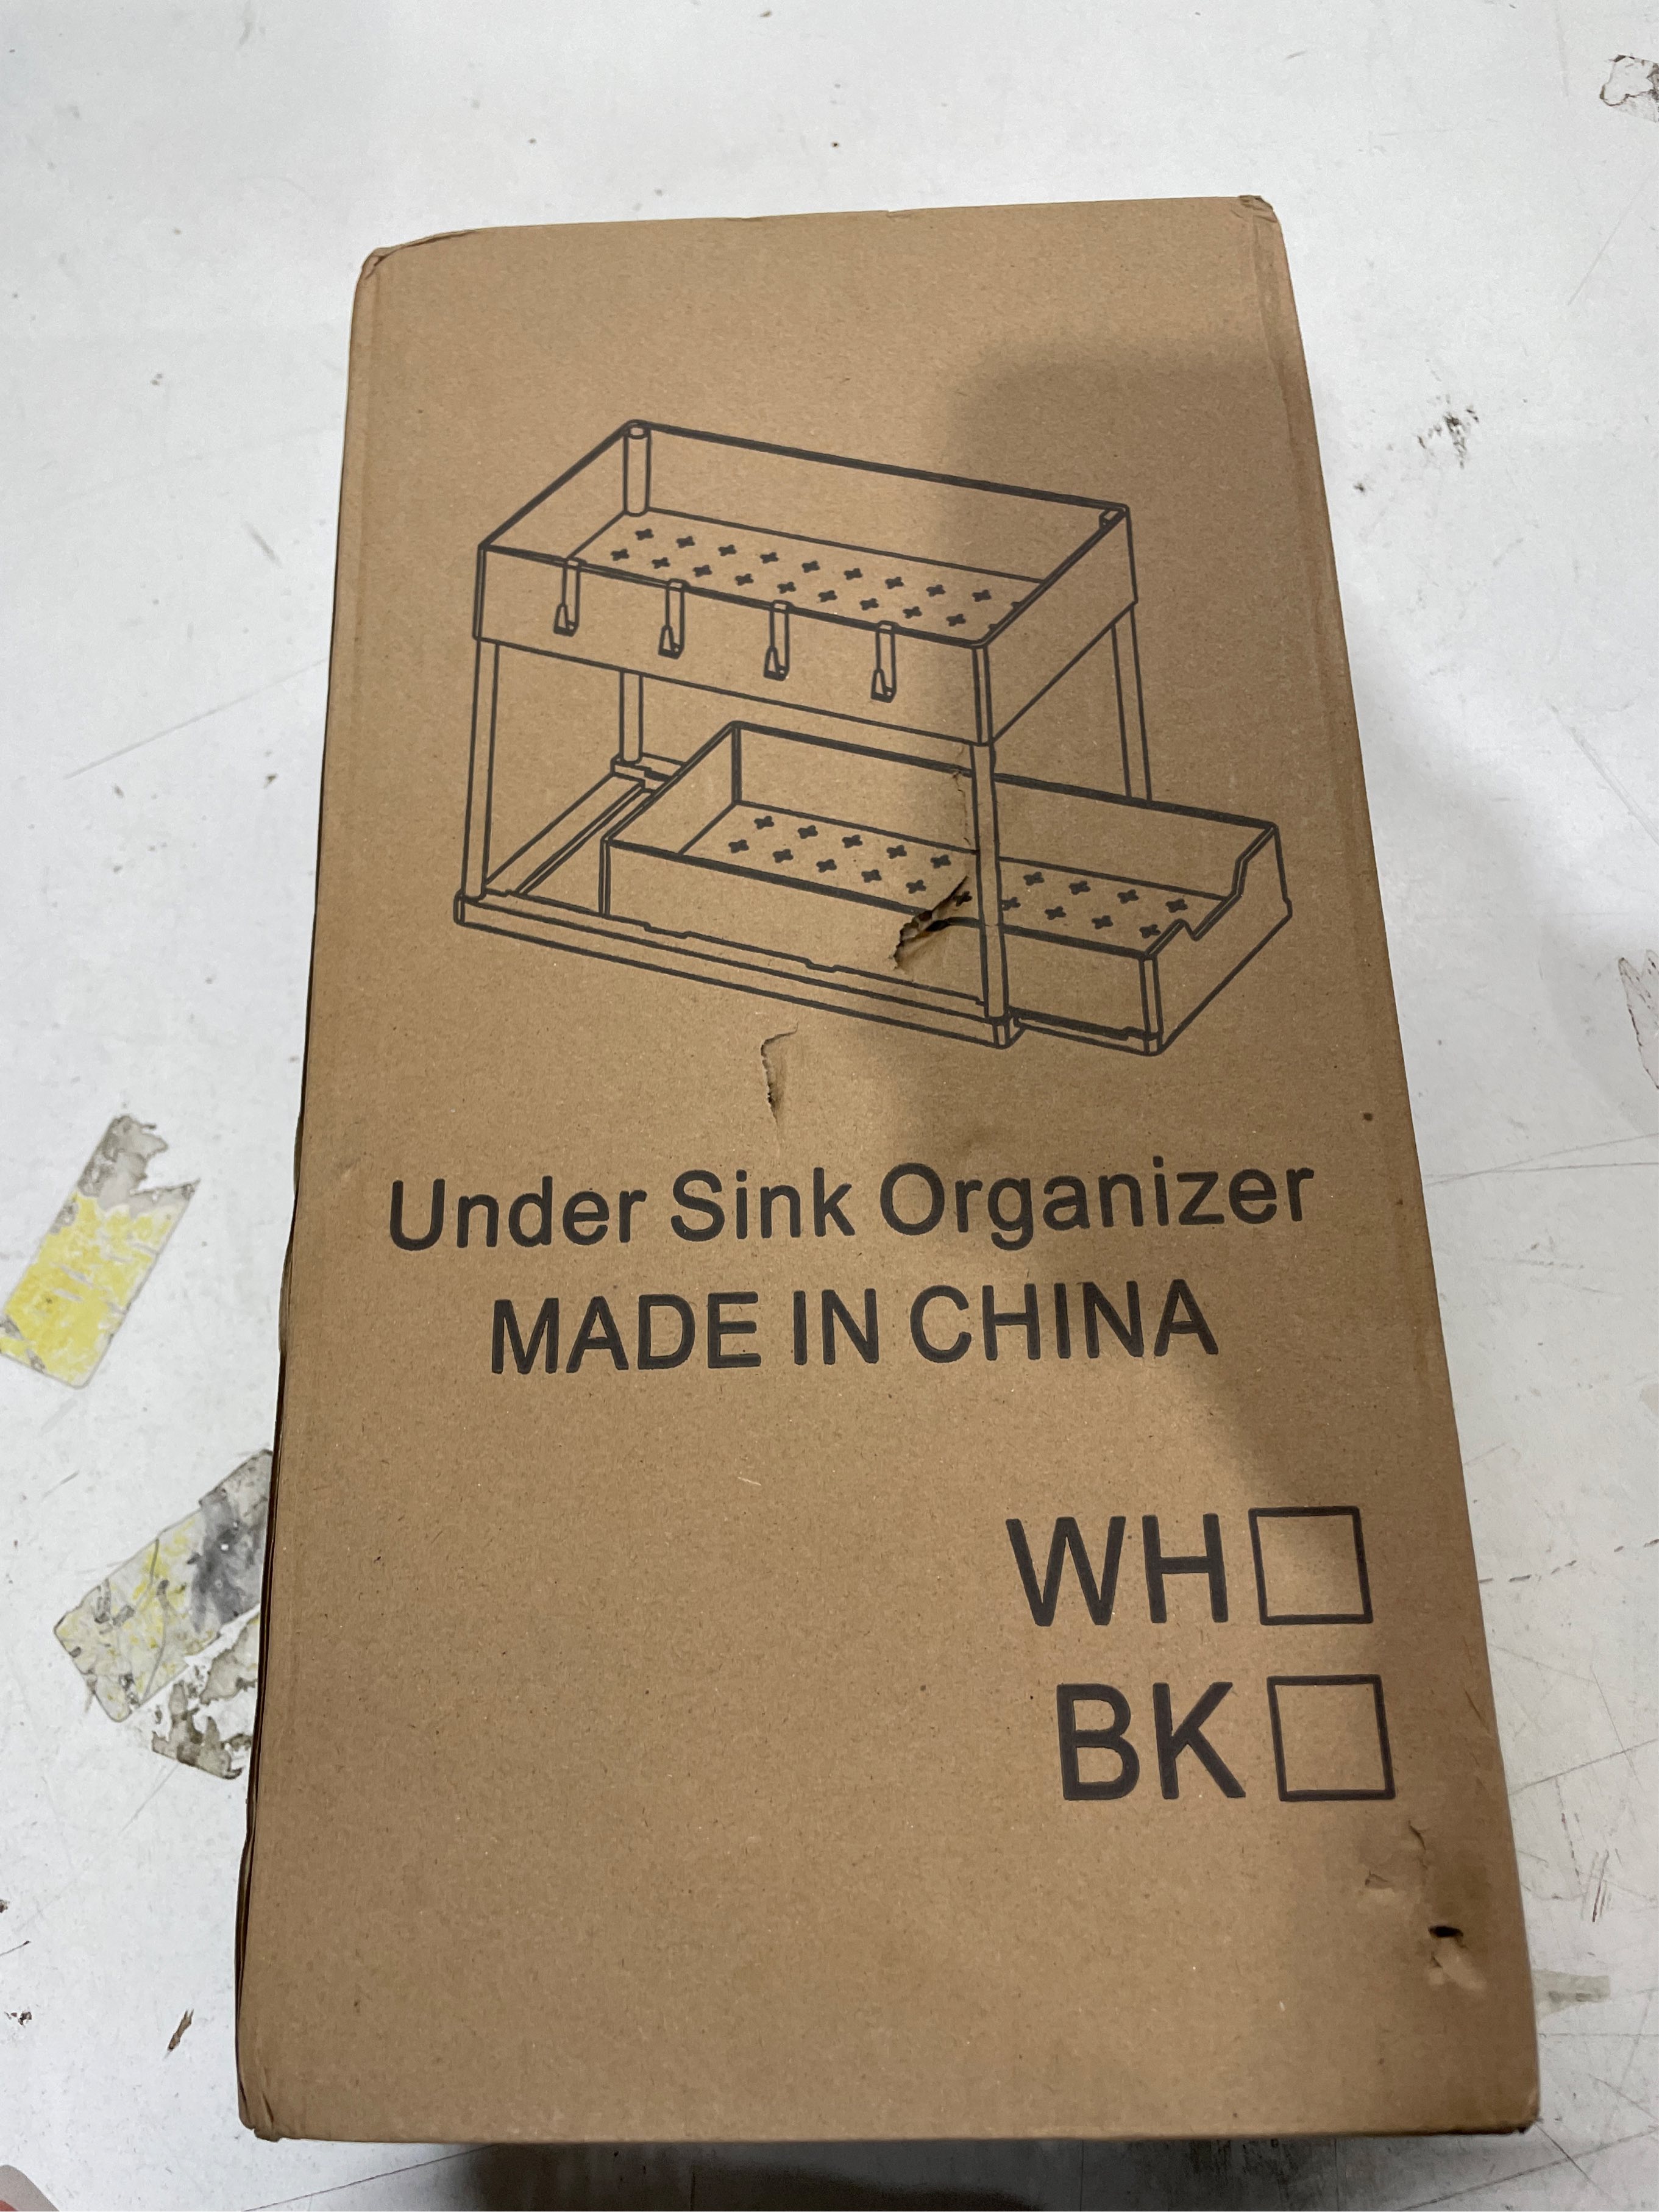 Under Sink Organizer
MADE IN CHINA
WH
BK